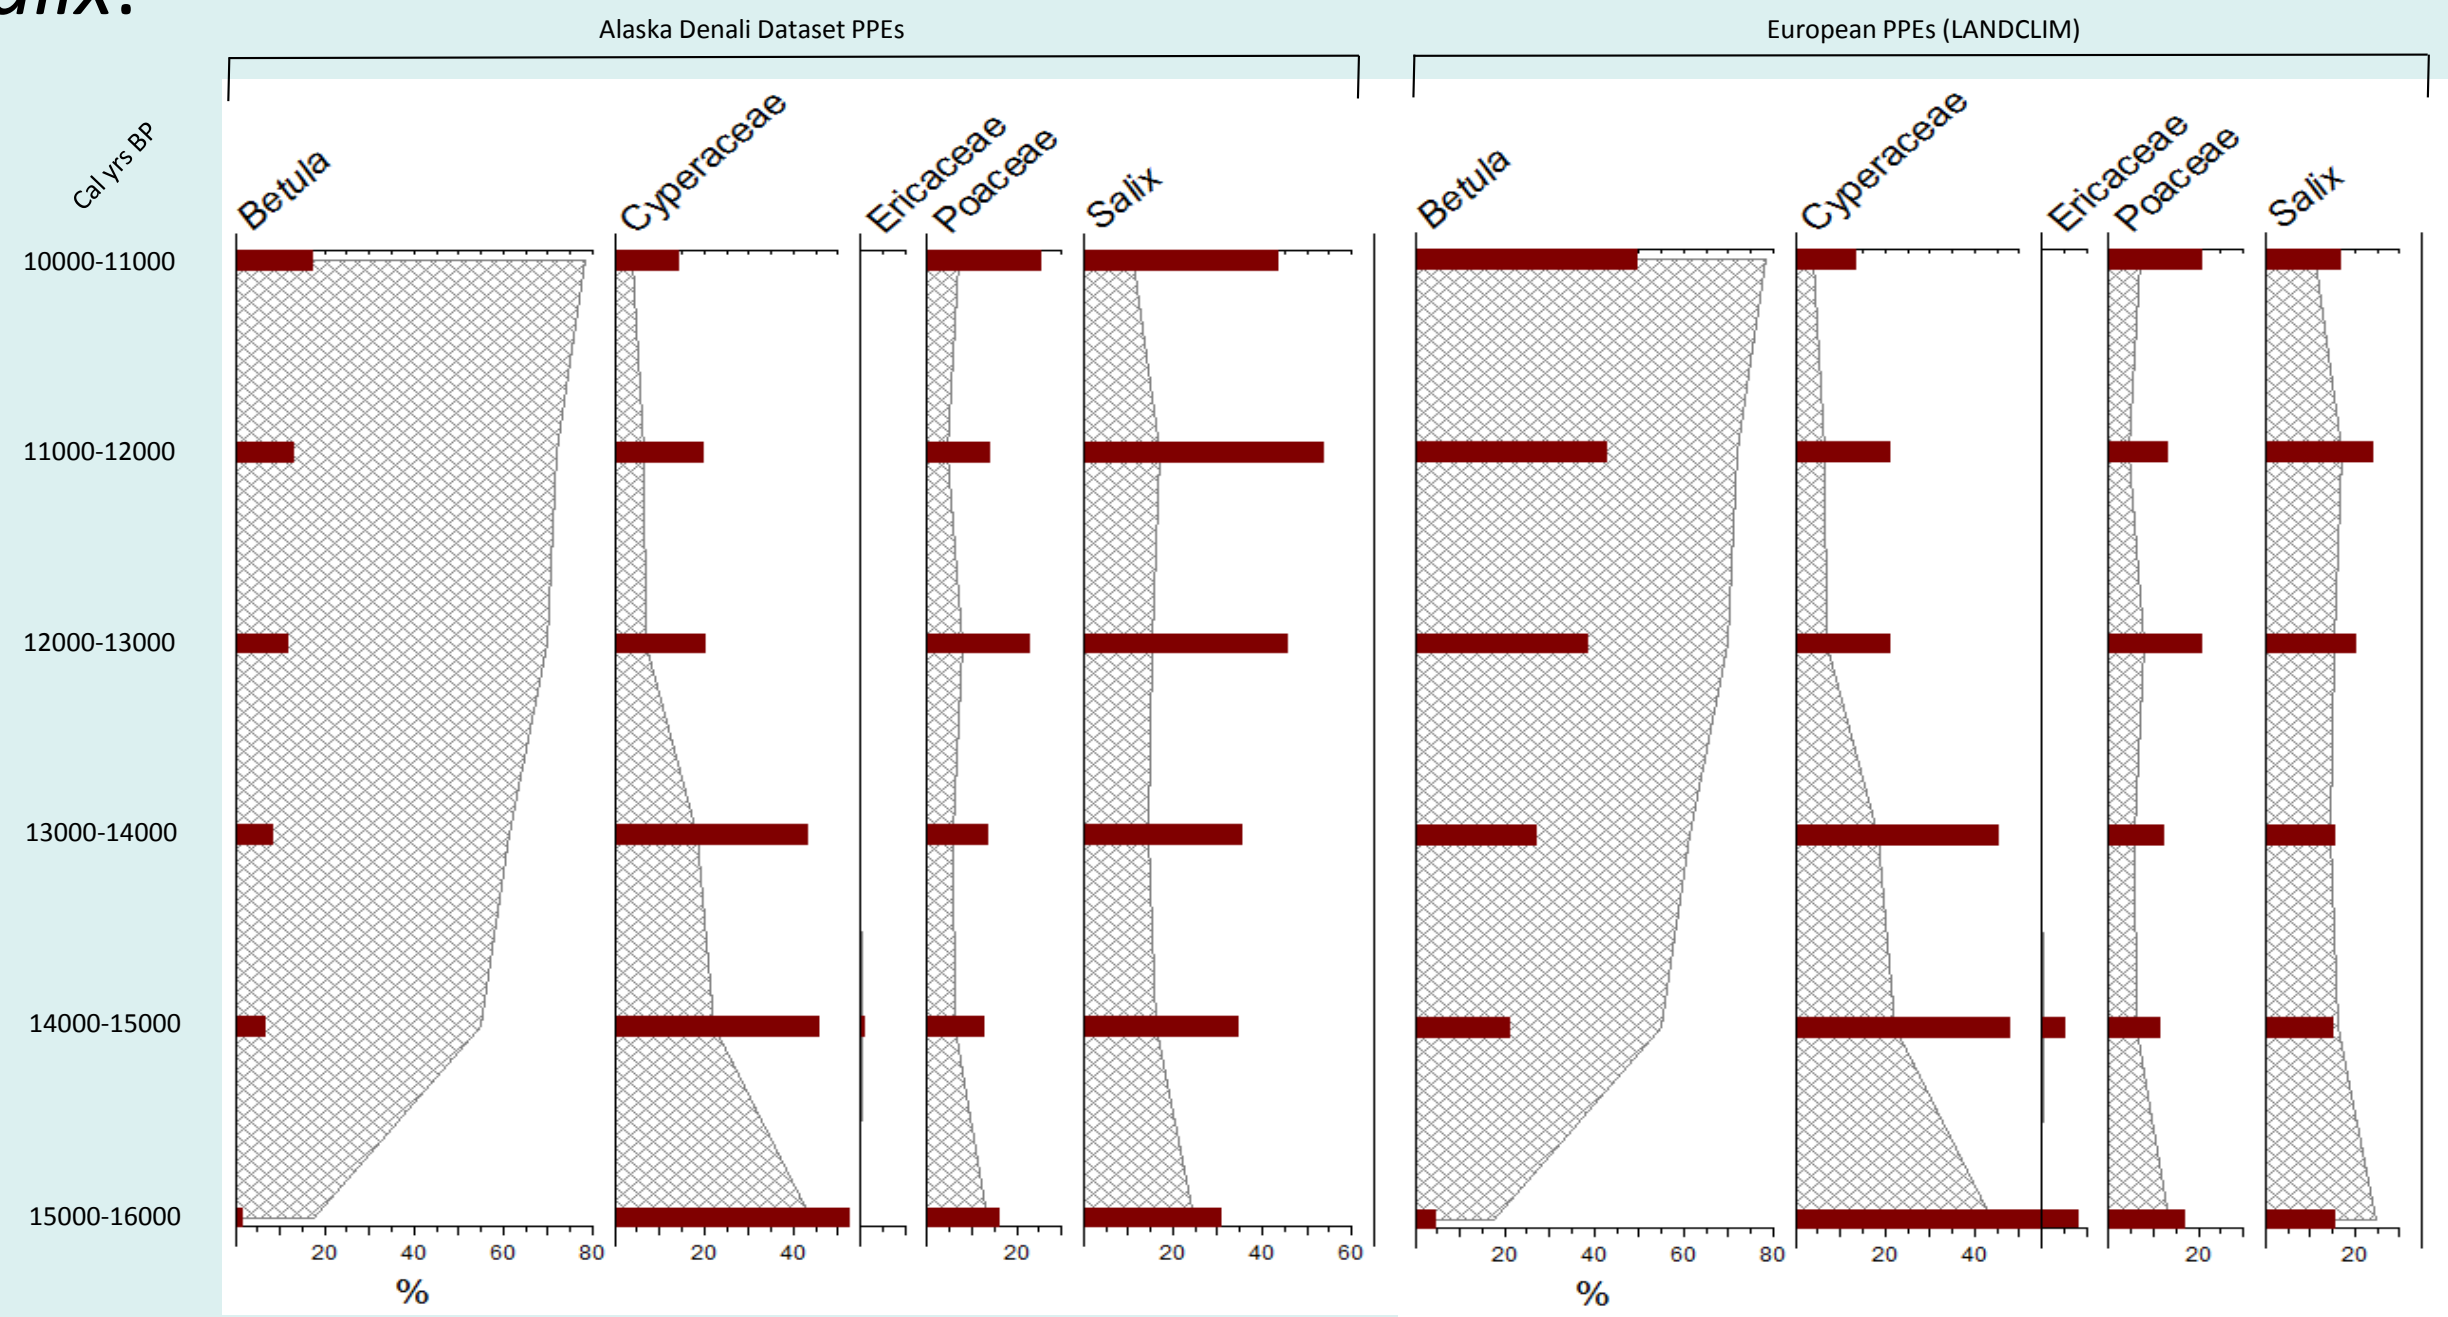 alix?
Alaska Denali Dataset PPEs
European PPEs (LANDCLIM)
Cal yrs BP
Betula
Cyperaceae
Ericaceae
Poaceae
Salix
Betula
Cyperaceae
Ericaceae
Poaceae
Salix
10000-11000
11000-12000
12000-13000
13000-14000
14000-15000
15000-16000
20 40 60 80 20 40 20 20 40 60 20 40 60 80 20 40 20 20
% %